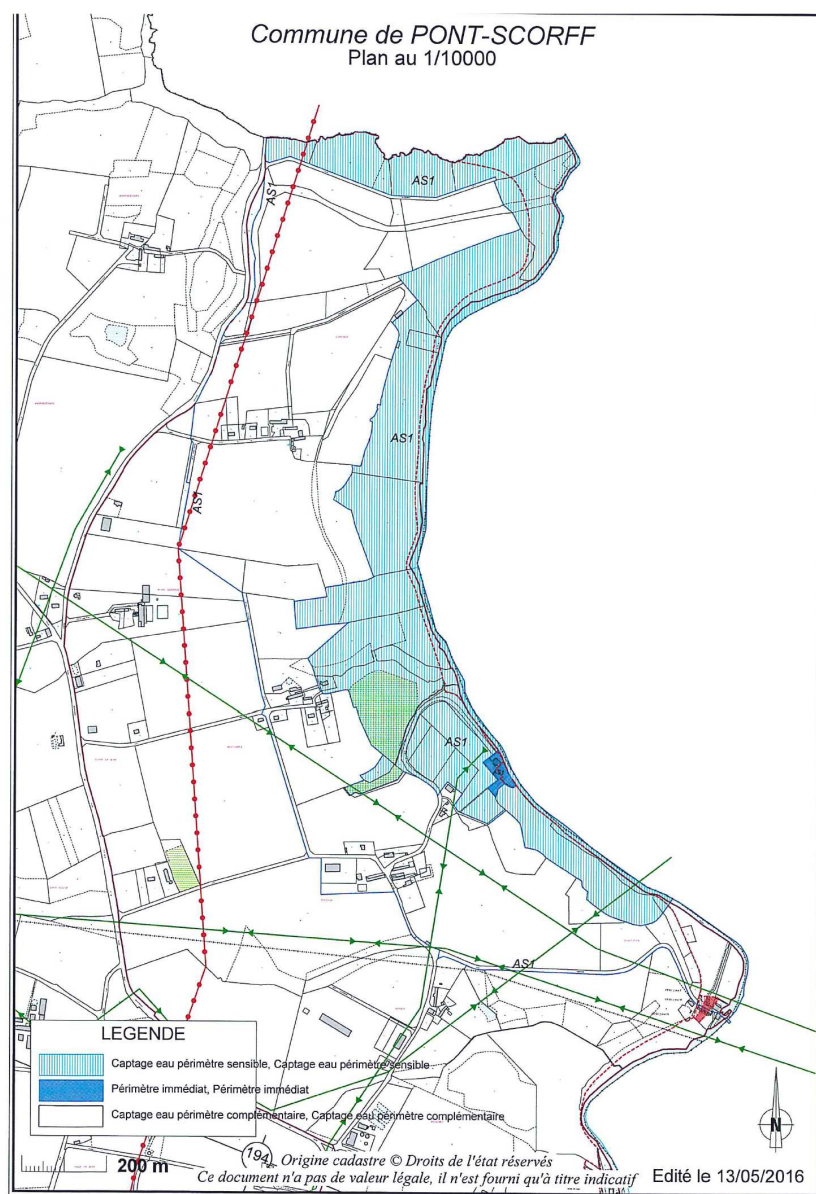 Commune de PONT-SCORFF
Plan au 1/10000
AS1
AS1
AS1
AS1
AS1
AS1
LEGENDE
Captage eau périmètre sensible, Captage eau périmètre sensible
Périmètre immédiat, Périmètre immédiat
Captage eau périmètre complémentaire, Captage eau périmètre complémentaire
194
N
200 m
Origine cadastre © Droits de l'état réservés
Ce document n'a pas de valeur légale, il n'est fourni qu'à titre indicatif
Edité le 13/05/2016